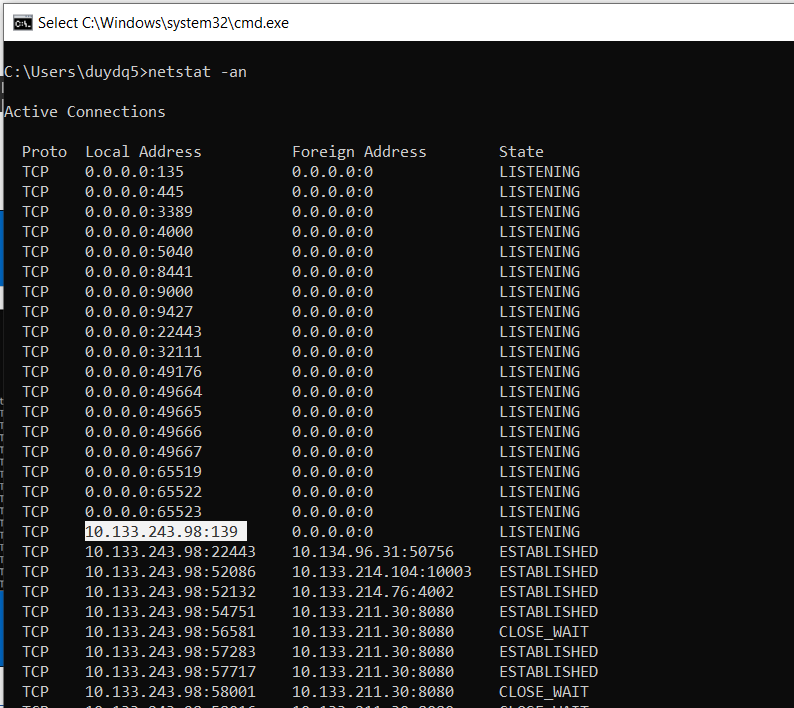 Select C:\Windows\system32\cmd.exe
C:\Users\duydq5>netstat -an
Active Connections
Proto Local Address Foreign Address State
TCP 0.0.0.0:135 0.0.0.0:0 LISTENING
TCP 0.0.0.0:445 0.0.0.0:0 LISTENING
TCP 0.0.0.0:3389 0.0.0.0:0 LISTENING
TCP 0.0.0.0:4000 0.0.0.0:0 LISTENING
TCP 0.0.0.0:5040 0.0.0.0:0 LISTENING
TCP 0.0.0.0:8441 0.0.0.0:0 LISTENING
TCP 0.0.0.0:9000 0.0.0.0:0 LISTENING
TCP 0.0.0.0:9427 0.0.0.0:0 LISTENING
TCP 0.0.0.0:22443 0.0.0.0:0 LISTENING
TCP 0.0.0.0:32111 0.0.0.0:0 LISTENING
TCP 0.0.0.0:49176 0.0.0.0:0 LISTENING
TCP 0.0.0.0:49664 0.0.0.0:0 LISTENING
TCP 0.0.0.0:49665 0.0.0.0:0 LISTENING
TCP 0.0.0.0:49666 0.0.0.0:0 LISTENING
TCP 0.0.0.0:49667 0.0.0.0:0 LISTENING
TCP 0.0.0.0:65519 0.0.0.0:0 LISTENING
TCP 0.0.0.0:65522 0.0.0.0:0 LISTENING
TCP 0.0.0.0:65523 0.0.0.0:0 LISTENING
TCP 10.133.243.98:139 0.0.0.0:0 LISTENING
TCP 10.133.243.98:22443 10.134.96.31:50756 ESTABLISHED
TCP 10.133.243.98:52086 10.133.214.104:10003 ESTABLISHED
TCP 10.133.243.98:52132 10.133.214.76:4002 ESTABLISHED
TCP 10.133.243.98:54751 10.133.211.30:8080 ESTABLISHED
TCP 10.133.243.98:56581 10.133.211.30:8080 CLOSE_WAIT
TCP 10.133.243.98:57283 10.133.211.30:8080 ESTABLISHED
TCP 10.133.243.98:57717 10.133.211.30:8080 ESTABLISHED
TCP 10.133.243.98:58001 10.133.211.30:8080 CLOSE_WAIT